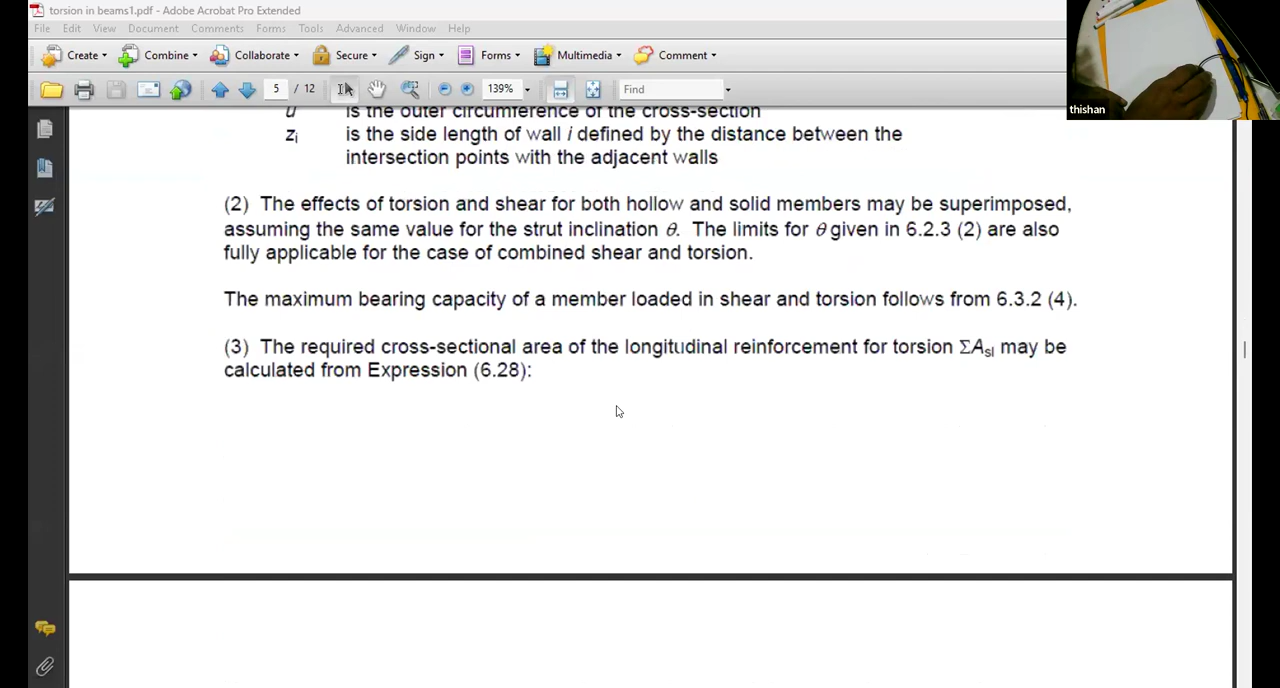 torsion in beams1.pdf - Adobe Acrobat Pro Extended
File Edit View Document Comments Forms Tools Advanced Window Help
Create Combine Collaborate Secure Sign Forms Multimedia Comment
5 / 12 139% Find
thishan
u is the outer circumference of the cross-section
zi is the side length of wall i defined by the distance between the
intersection points with the adjacent walls
(2) The effects of torsion and shear for both hollow and solid members may be superimposed,
assuming the same value for the strut inclination θ. The limits for θ given in 6.2.3 (2) are also
fully applicable for the case of combined shear and torsion.
The maximum bearing capacity of a member loaded in shear and torsion follows from 6.3.2 (4).
(3) The required cross-sectional area of the longitudinal reinforcement for torsion ΣAsl may be
calculated from Expression (6.28):